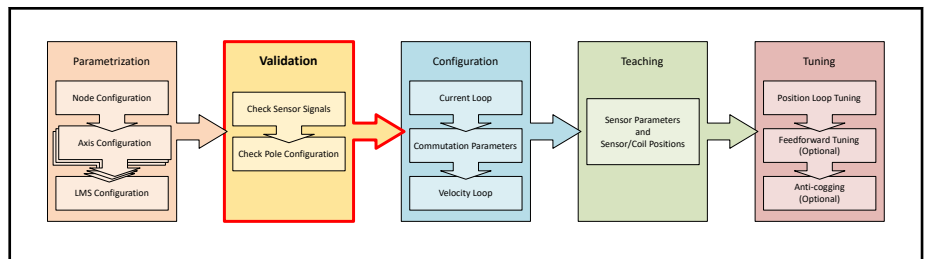 Parametrization
Node Configuration
Axis Configuration
LMS Configuration
Validation
Check Sensor Signals
Check Pole Configuration
Configuration
Current Loop
Commutation Parameters
Velocity Loop
Teaching
Sensor Parameters
and
Sensor/Coil Positions
Tuning
Position Loop Tuning
Feedforward Tuning
(Optional)
Anti-cogging
(Optional)